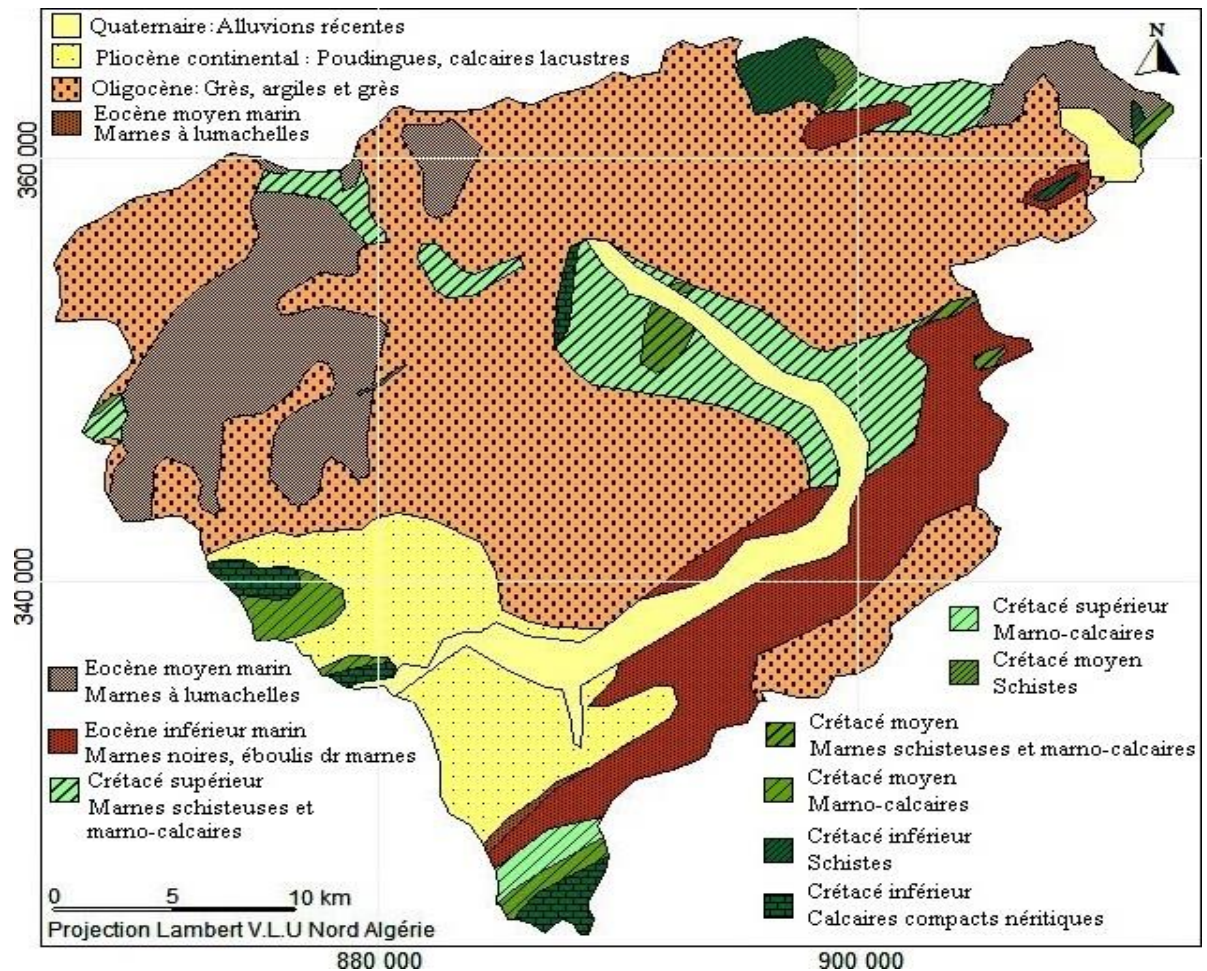 Quaternaire: Alluvions récentes
Pliocène continental : Poudingues, calcaires lacustres
Oligocène: Grès, argiles et grès
Eocène moyen marin
Marnes à lumachelles
N
360 000
340 000
Eocène moyen marin
Marnes à lumachelles
Eocène inférieur marin
Marnes noires, éboulis dr marnes
Crétacé supérieur
Marnes schisteuses et
marno-calcaires
Crétacé supérieur
Marno-calcaires
Crétacé moyen
Schistes
Crétacé moyen
Marnes schisteuses et marno-calcaires
Crétacé moyen
Marno-calcaires
Crétacé inférieur
Schistes
Crétacé inférieur
Calcaires compacts néritiques
0 5 10 km
Projection Lambert V.L.U Nord Algérie
880 000 900 000